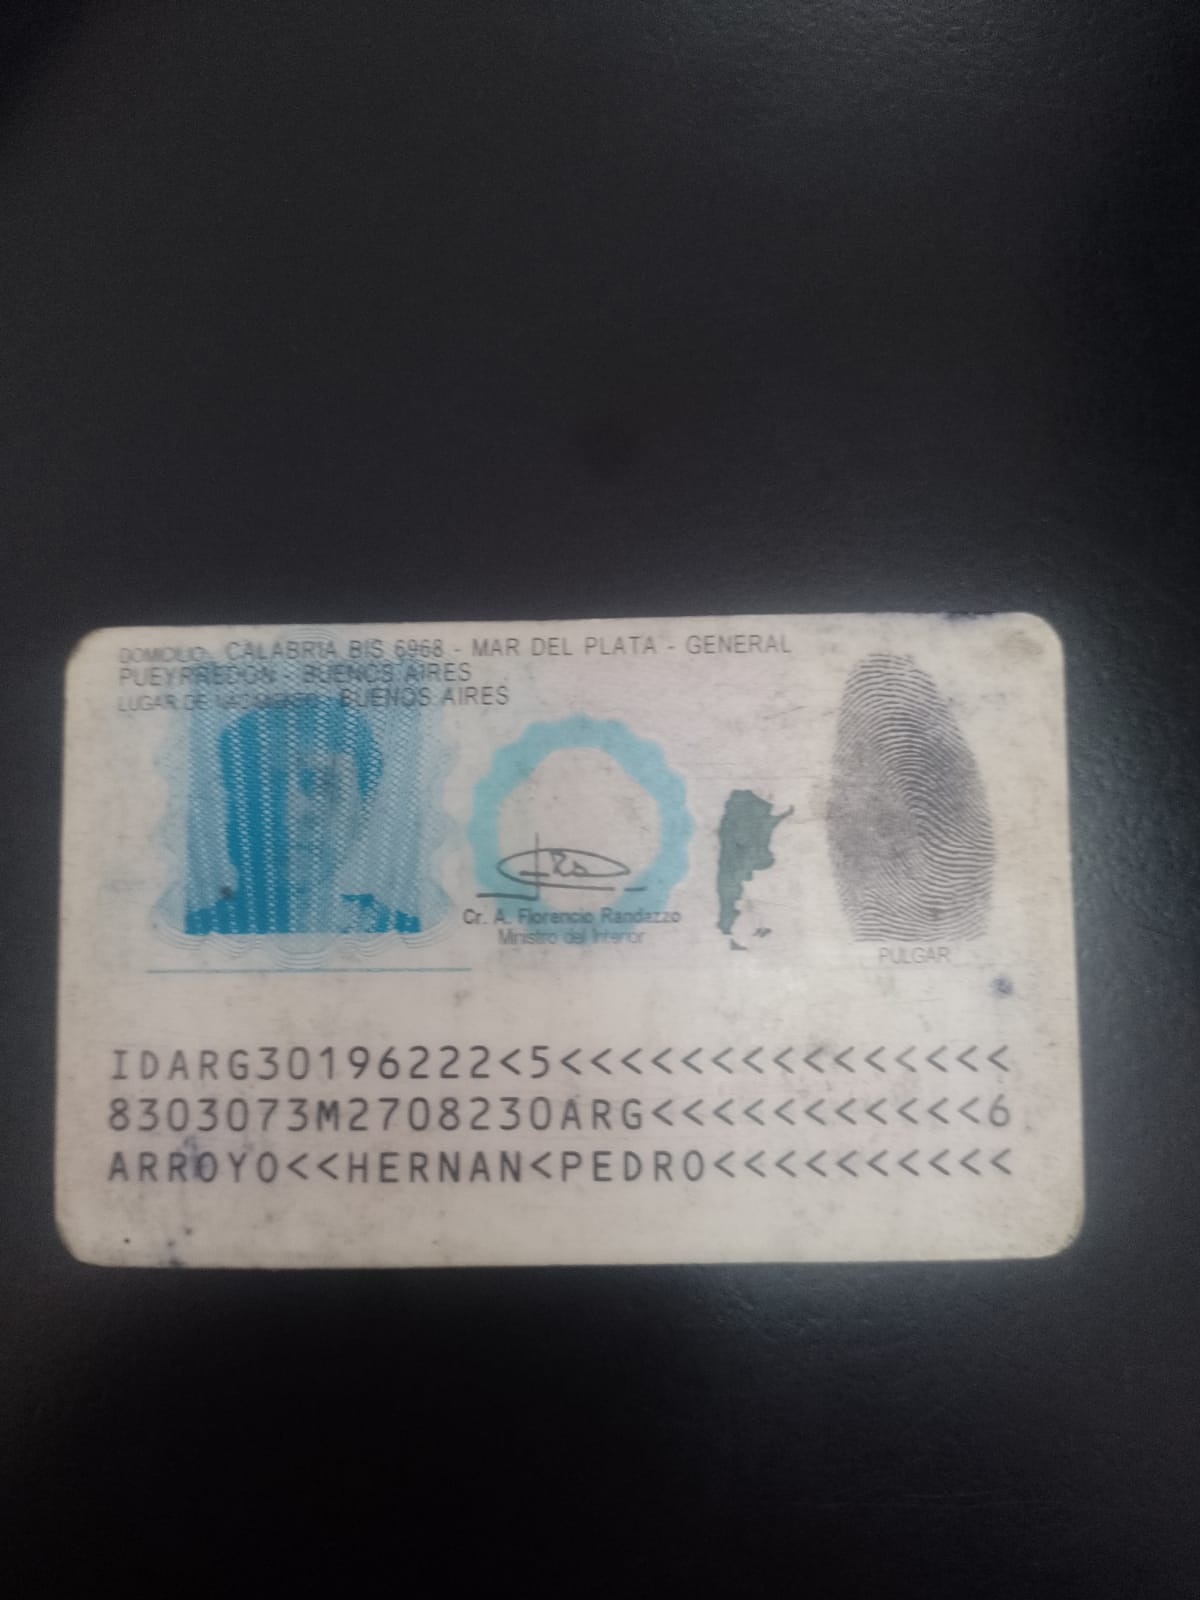 DOMICILIO: CALABRIA BIS 6968 - MAR DEL PLATA - GENERAL
PUEYRREDON - BUENOS AIRES
LUGAR DE NACIMIENTO: BUENOS AIRES
Cr. A. Florencio Randazzo
Ministro del Interior
PULGAR
IDARG30196222<5<<<<<<<<<<<<<<<
8303073M2708230ARG<<<<<<<<<<<6
ARROYO<<HERNAN<PEDRO<<<<<<<<<<